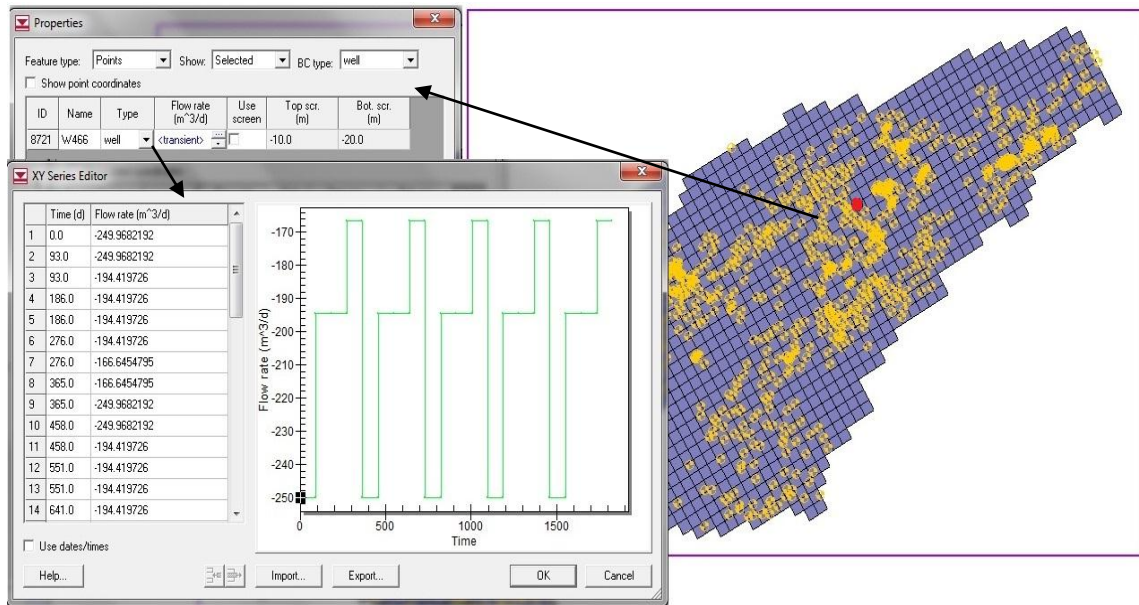 Properties
Feature type: Points Show: Selected BC type: well
Show point coordinates
ID Name Type Flow rate (m^3/d) Use screen Top scr. (m) Bot. scr. (m)
8721 W466 well <transient> -10.0 -20.0
XY Series Editor
Time (d) Flow rate (m^3/d)
1 0.0 -249.9682192
2 93.0 -249.9682192
3 93.0 -194.419726
4 186.0 -194.419726
5 186.0 -194.419726
6 276.0 -194.419726
7 276.0 -166.6454795
8 365.0 -166.6454795
9 365.0 -249.9682192
10 458.0 -249.9682192
11 458.0 -194.419726
12 551.0 -194.419726
13 551.0 -194.419726
14 641.0 -194.419726
Flow rate (m^3/d)
-170
-180
-190
-200
-210
-220
-230
-240
-250
0 500 1000 1500
Time
Use dates/times
Help... Import... Export... OK Cancel